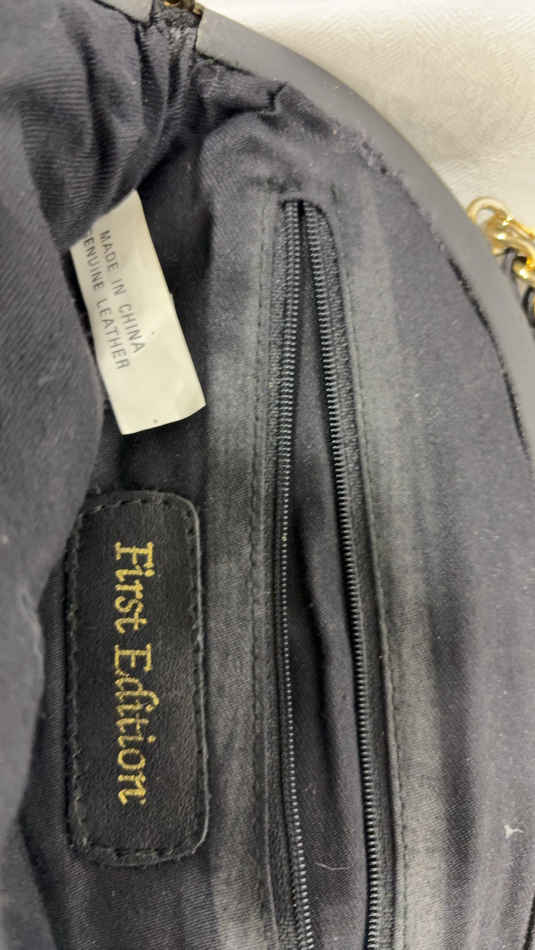 MADE IN CHINA
GENUINE LEATHER
First Edition